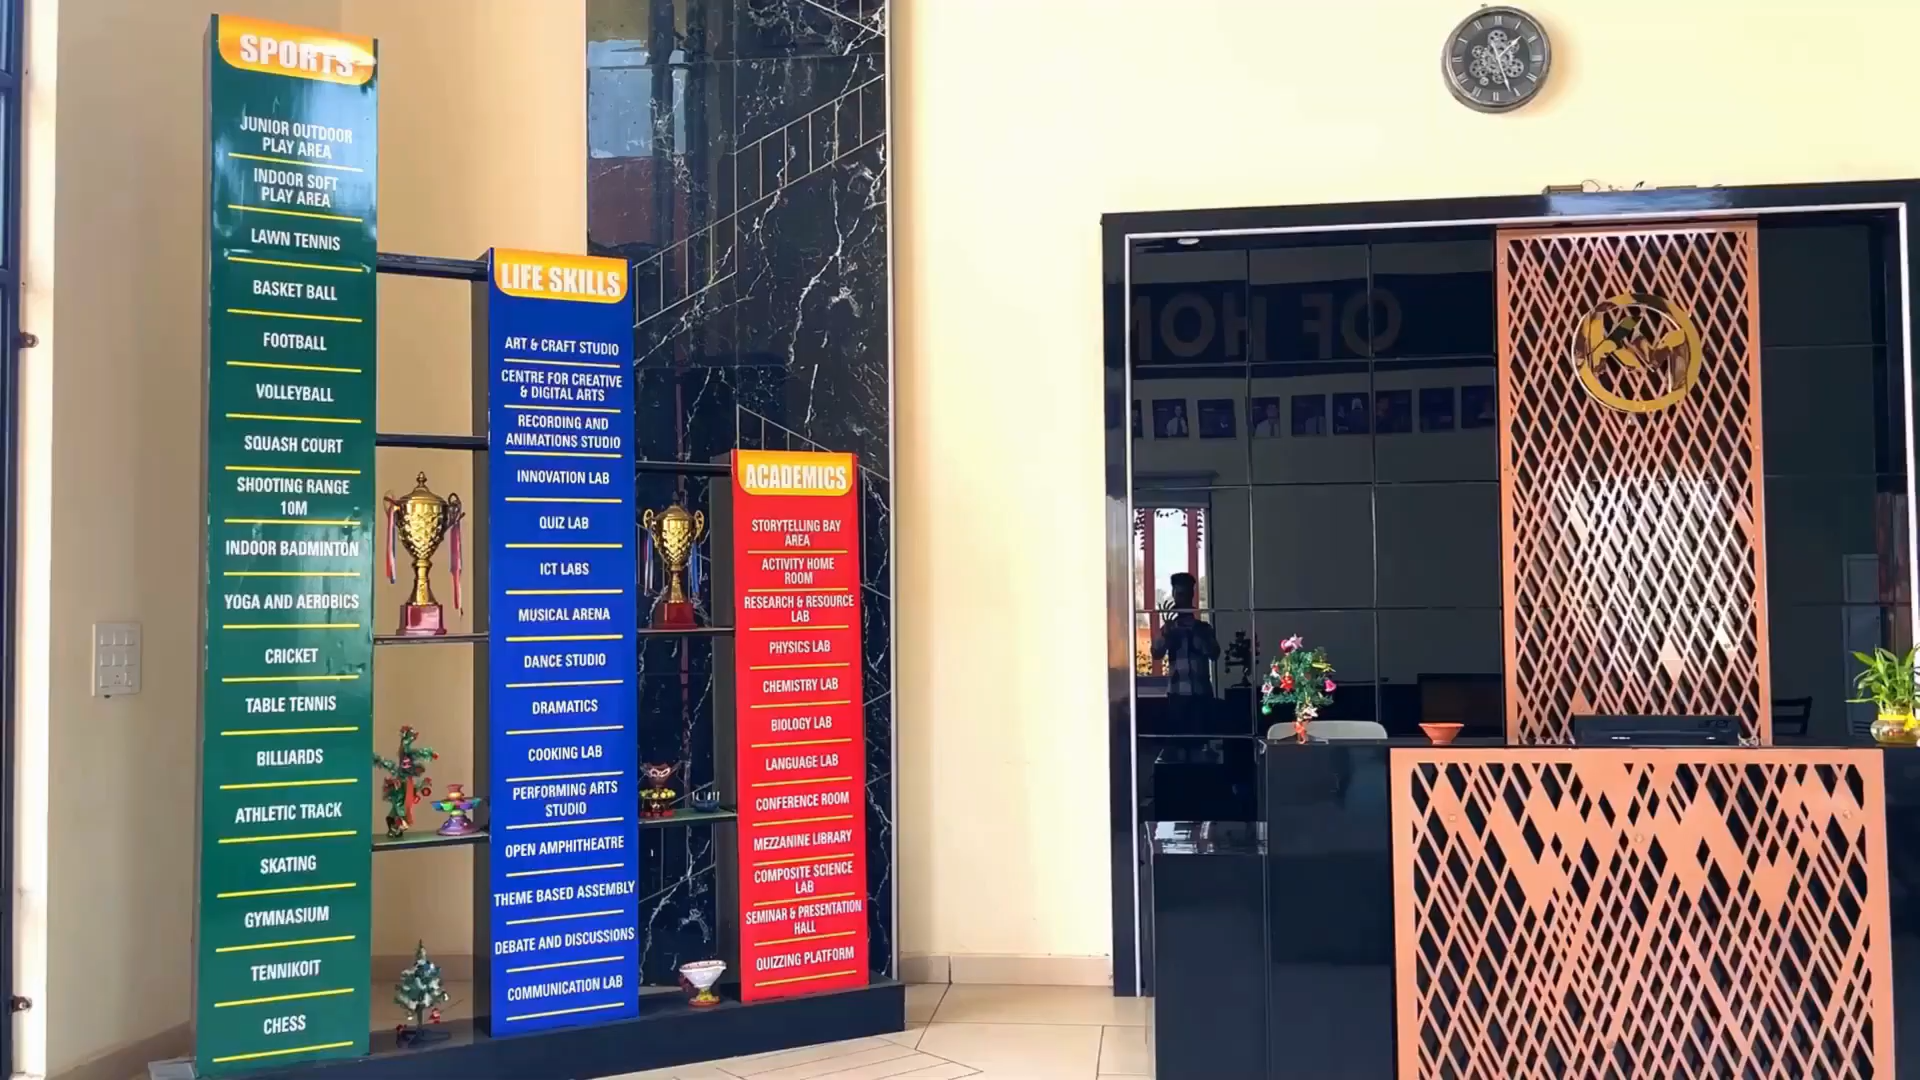 SPORTS
JUNIOR OUTDOOR
PLAY AREA
INDOOR SOFT
PLAY AREA
LAWN TENNIS
BASKET BALL
FOOTBALL
VOLLEYBALL
SQUASH COURT
SHOOTING RANGE
10M
INDOOR BADMINTON
YOGA AND AEROBICS
CRICKET
TABLE TENNIS
BILLIARDS
ATHLETIC TRACK
SKATING
GYMNASIUM
TENNIKOIT
CHESS
LIFE SKILLS
ART & CRAFT STUDIO
CENTRE FOR CREATIVE
& DIGITAL ARTS
RECORDING AND
ANIMATIONS STUDIO
INNOVATION LAB
QUIZ LAB
ICT LABS
MUSICAL ARENA
DANCE STUDIO
DRAMATICS
COOKING LAB
PERFORMING ARTS
STUDIO
OPEN AMPHITHEATRE
THEME BASED ASSEMBLY
DEBATE AND DISCUSSIONS
COMMUNICATION LAB
ACADEMICS
STORYTELLING BAY
AREA
ACTIVITY HOME
ROOM
RESEARCH & RESOURCE
LAB
PHYSICS LAB
CHEMISTRY LAB
BIOLOGY LAB
LANGUAGE LAB
CONFERENCE ROOM
MEZZANINE LIBRARY
COMPOSITE SCIENCE
LAB
SEMINAR & PRESENTATION
HALL
QUIZZING PLATFORM